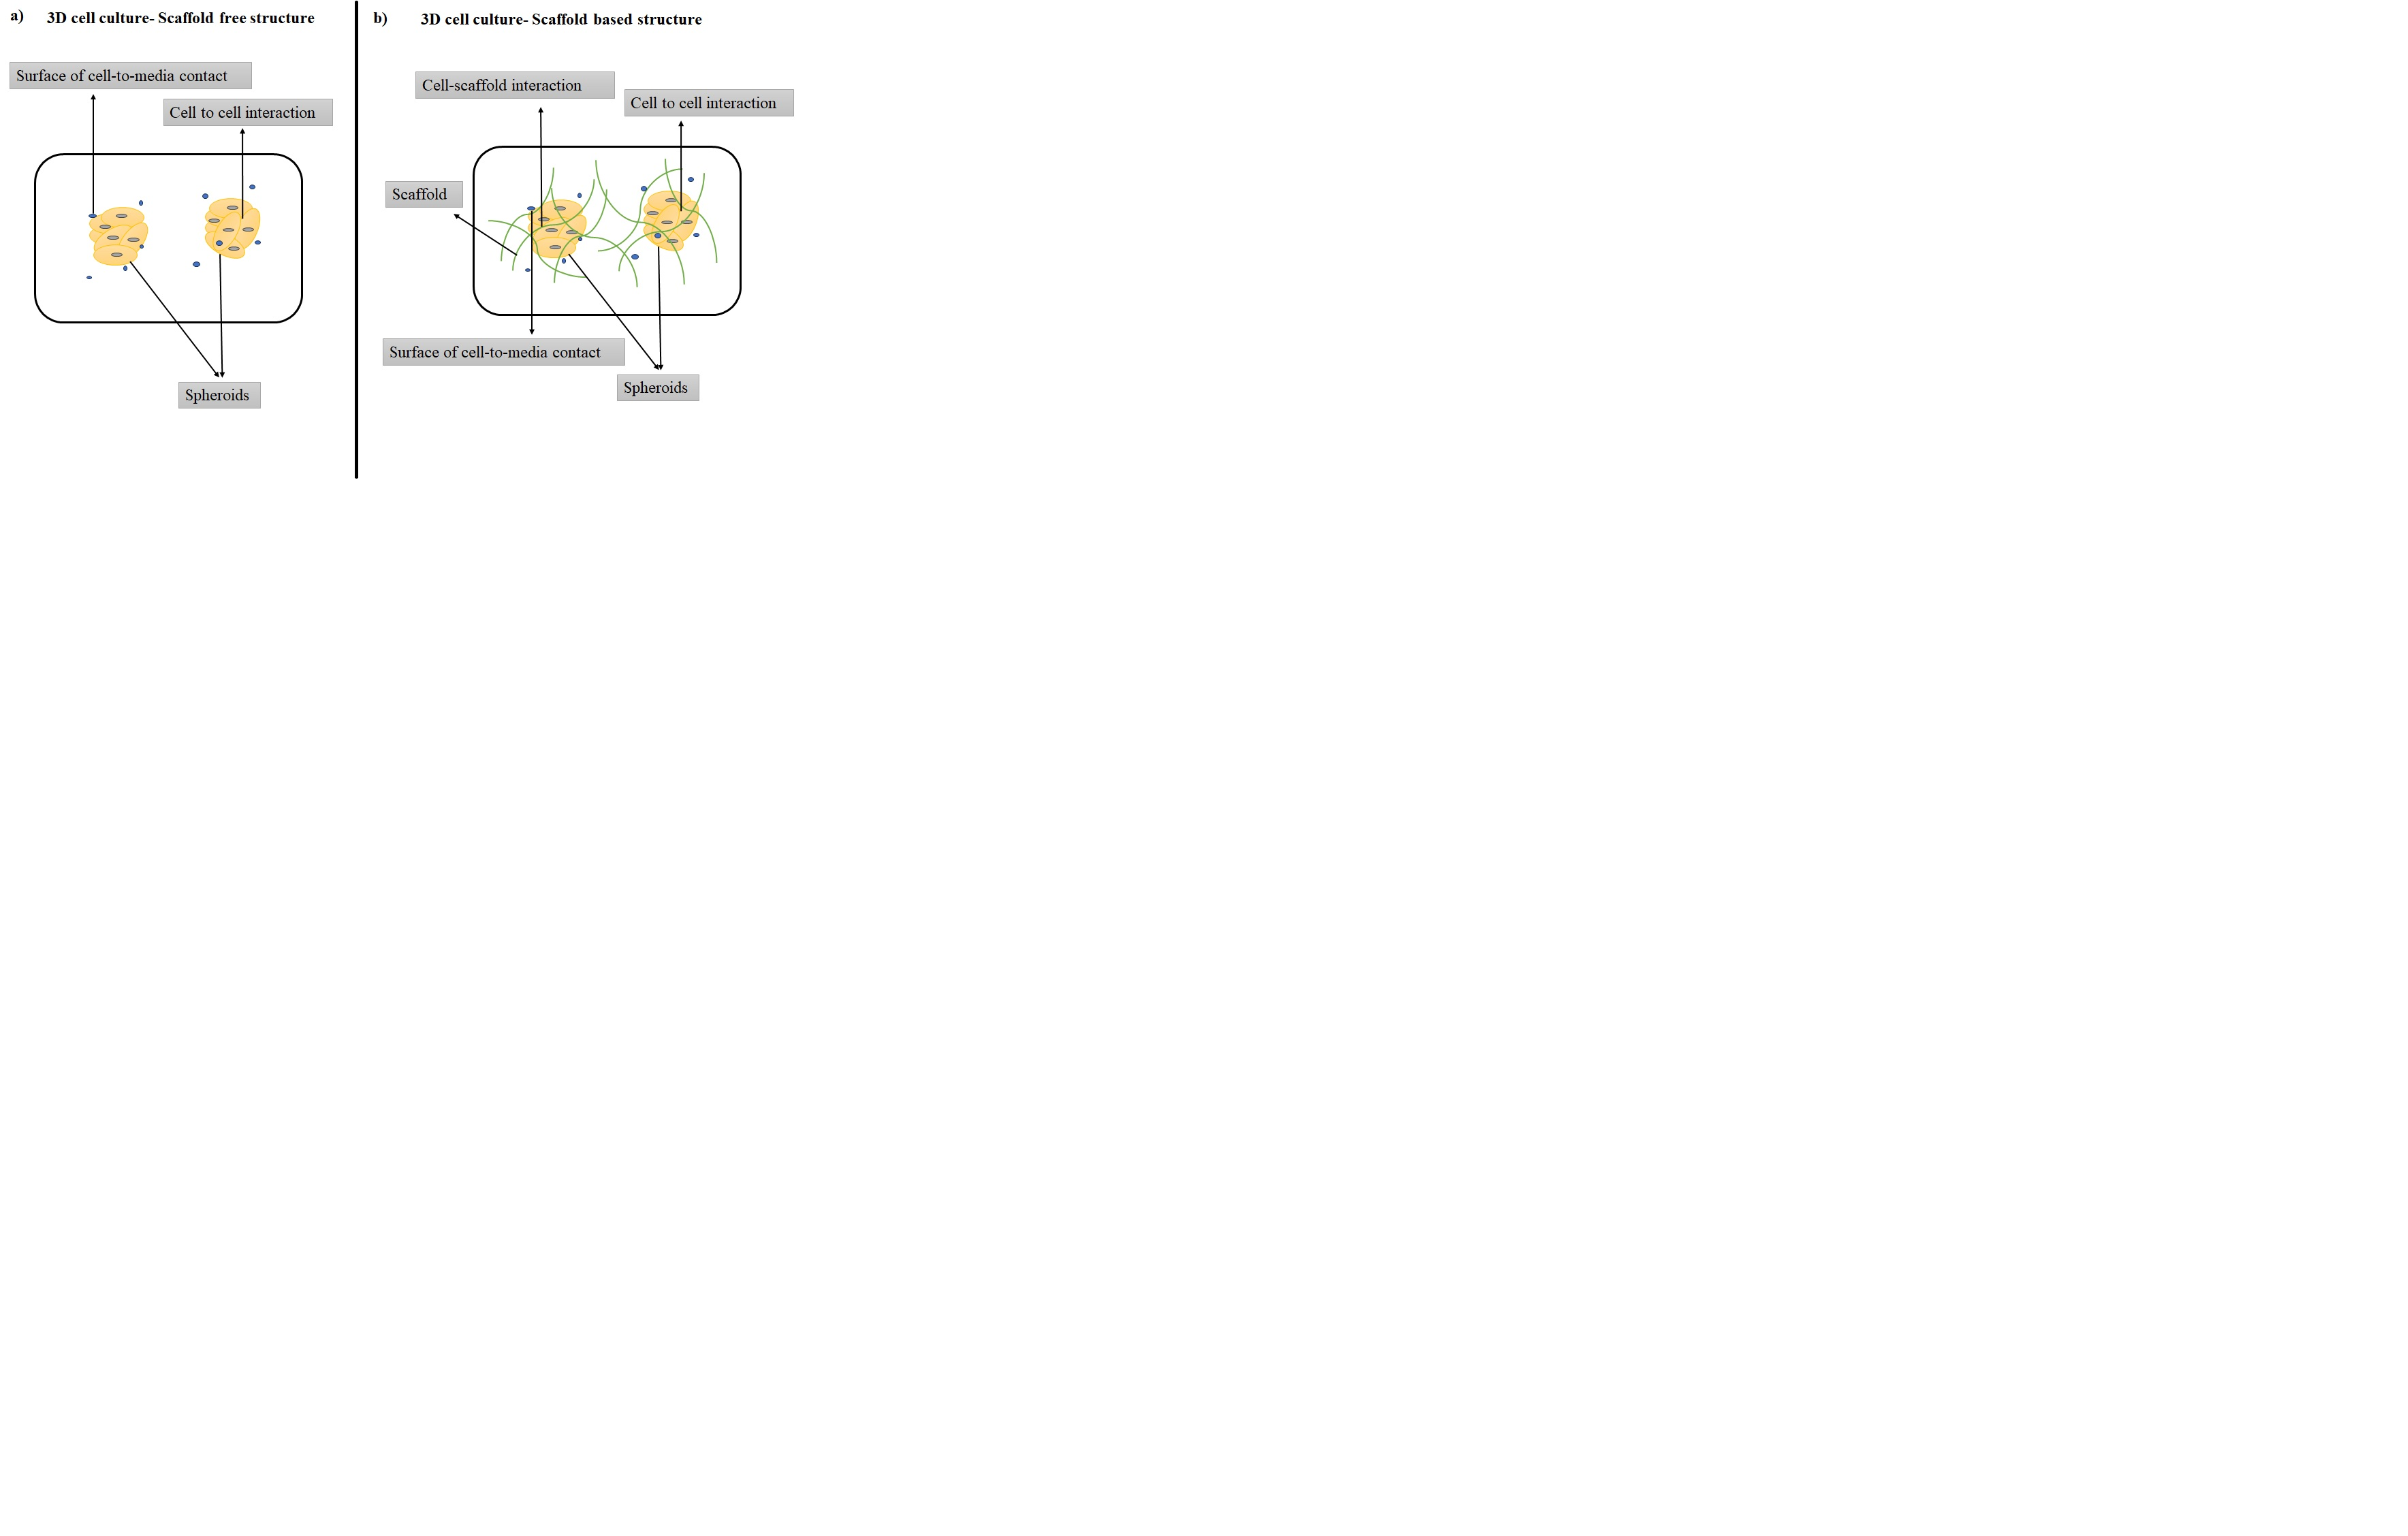 a) 3D cell culture- Scaffold free structure
Surface of cell-to-media contact
Cell to cell interaction
Spheroids
b) 3D cell culture- Scaffold based structure
Cell-scaffold interaction
Cell to cell interaction
Scaffold
Surface of cell-to-media contact
Spheroids